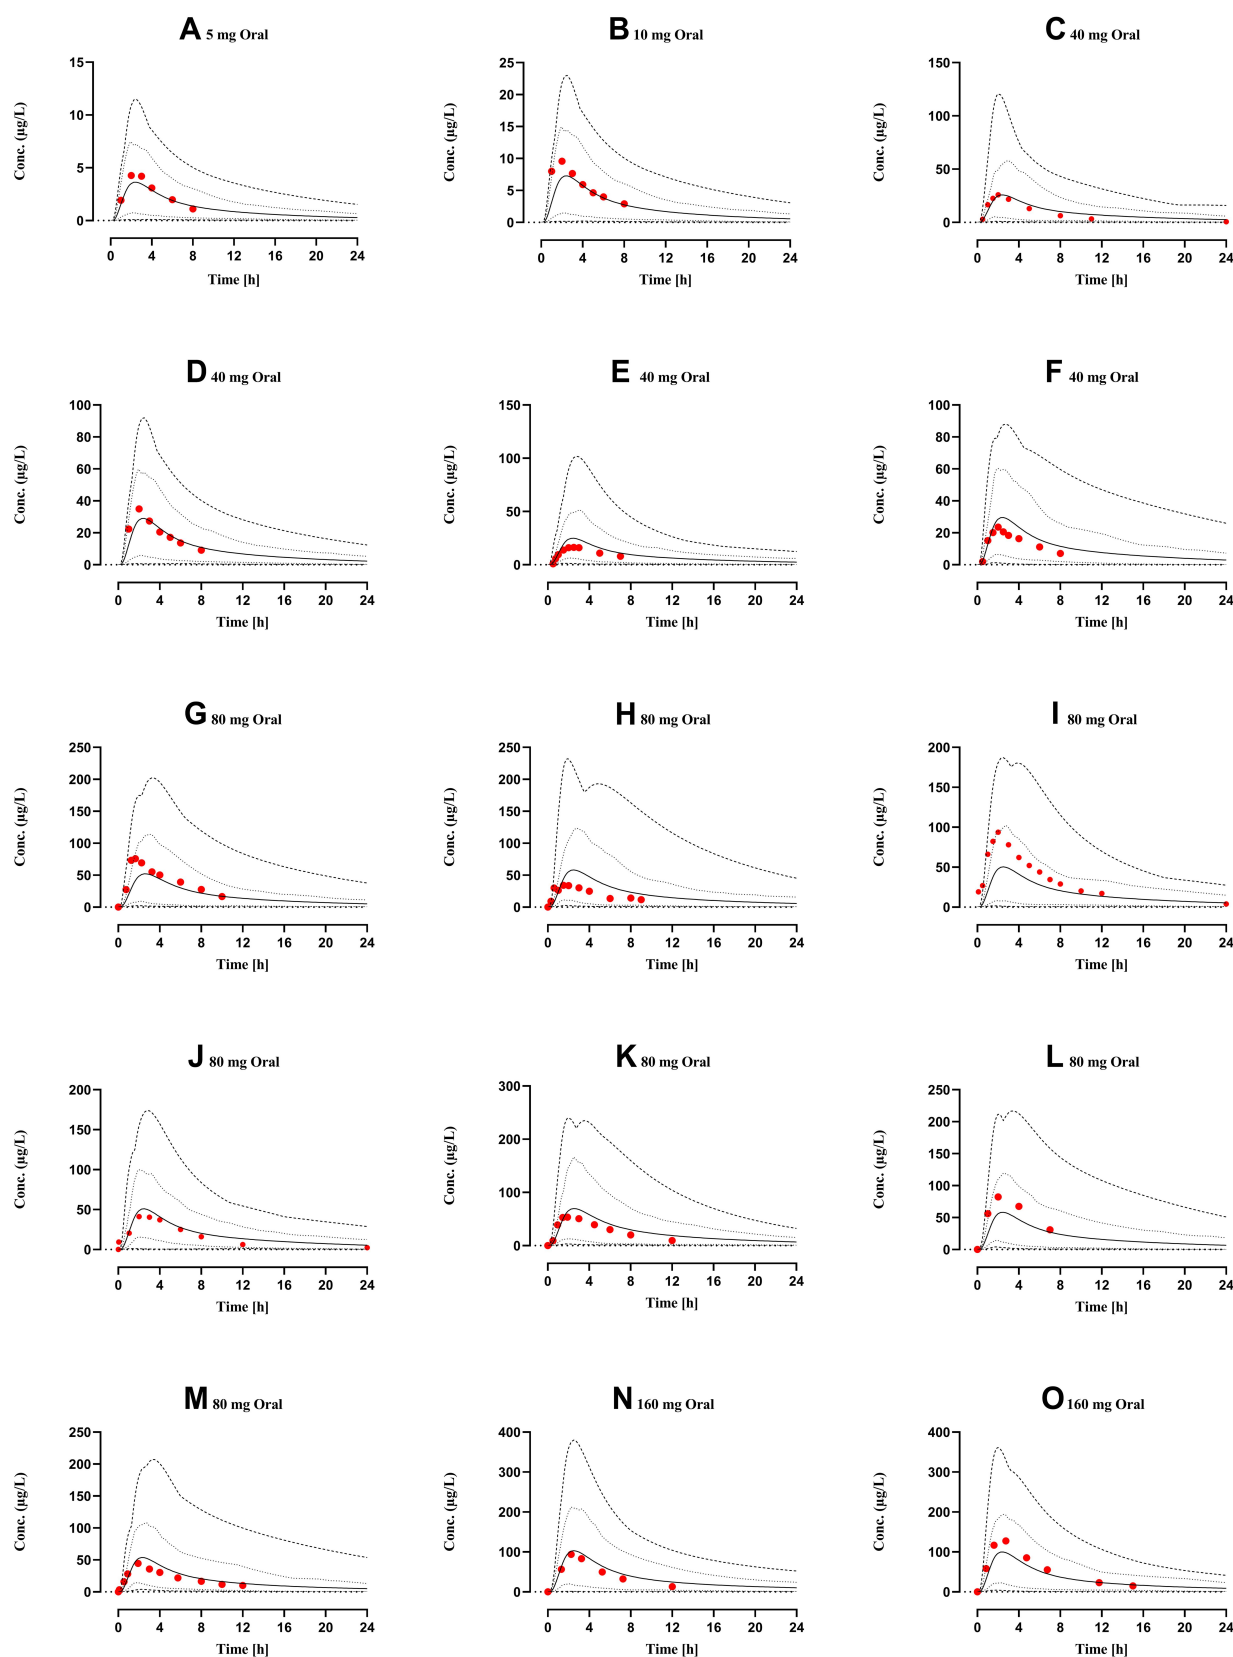 A 5 mg Oral
B 10 mg Oral
C 40 mg Oral
Conc. (µg/L)
15
10
5
0
0 4 8 12 16 20 24
Time [h]
Conc. (µg/L)
25
20
15
10
5
0
0 4 8 12 16 20 24
Time [h]
Conc. (µg/L)
150
100
50
0
0 4 8 12 16 20 24
Time [h]
D 40 mg Oral
E 40 mg Oral
F 40 mg Oral
Conc. (µg/L)
100
80
60
40
20
0
0 4 8 12 16 20 24
Time [h]
Conc. (µg/L)
150
100
50
0
0 4 8 12 16 20 24
Time [h]
Conc. (µg/L)
100
80
60
40
20
0
0 4 8 12 16 20 24
Time [h]
G 80 mg Oral
H 80 mg Oral
I 80 mg Oral
Conc. (µg/L)
250
200
150
100
50
0
0 4 8 12 16 20 24
Time [h]
Conc. (µg/L)
250
200
150
100
50
0
0 4 8 12 16 20 24
Time [h]
Conc. (µg/L)
200
150
100
50
0
0 4 8 12 16 20 24
Time [h]
J 80 mg Oral
K 80 mg Oral
L 80 mg Oral
Conc. (µg/L)
200
150
100
50
0
0 4 8 12 16 20 24
Time [h]
Conc. (µg/L)
300
200
100
0
0 4 8 12 16 20 24
Time [h]
Conc. (µg/L)
250
200
150
100
50
0
0 4 8 12 16 20 24
Time [h]
M 80 mg Oral
N 160 mg Oral
O 160 mg Oral
Conc. (µg/L)
250
200
150
100
50
0
0 4 8 12 16 20 24
Time [h]
Conc. (µg/L)
400
300
200
100
0
0 4 8 12 16 20 24
Time [h]
Conc. (µg/L)
400
300
200
100
0
0 4 8 12 16 20 24
Time [h]